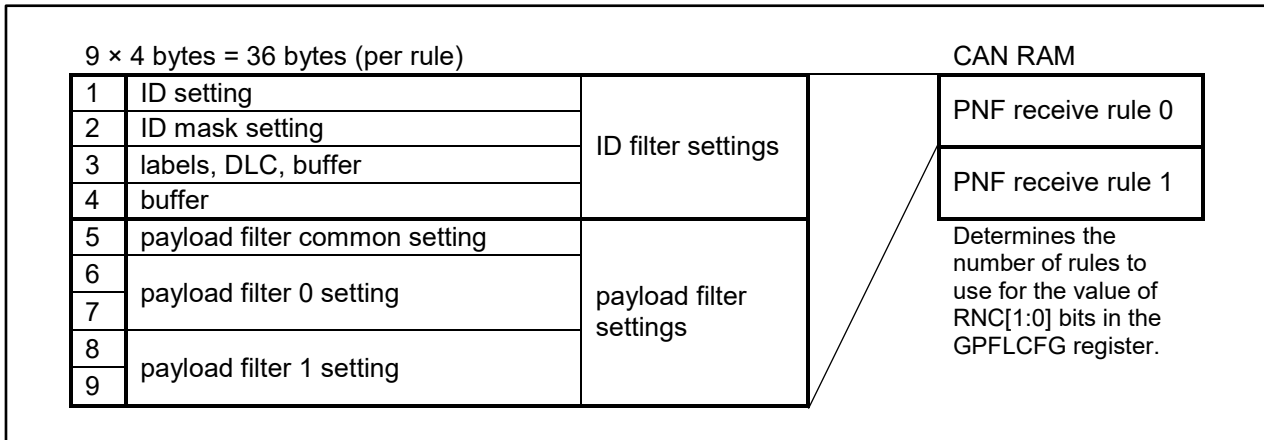 9 × 4 bytes = 36 bytes (per rule)
CAN RAM
1 ID setting
2 ID mask setting
3 labels, DLC, buffer
4 buffer
ID filter settings
5 payload filter common setting
6
7
payload filter 0 setting
8
9
payload filter 1 setting
payload filter
settings
PNF receive rule 0
PNF receive rule 1
Determines the
number of rules to
use for the value of
RNC[1:0] bits in the
GPFLCFG register.